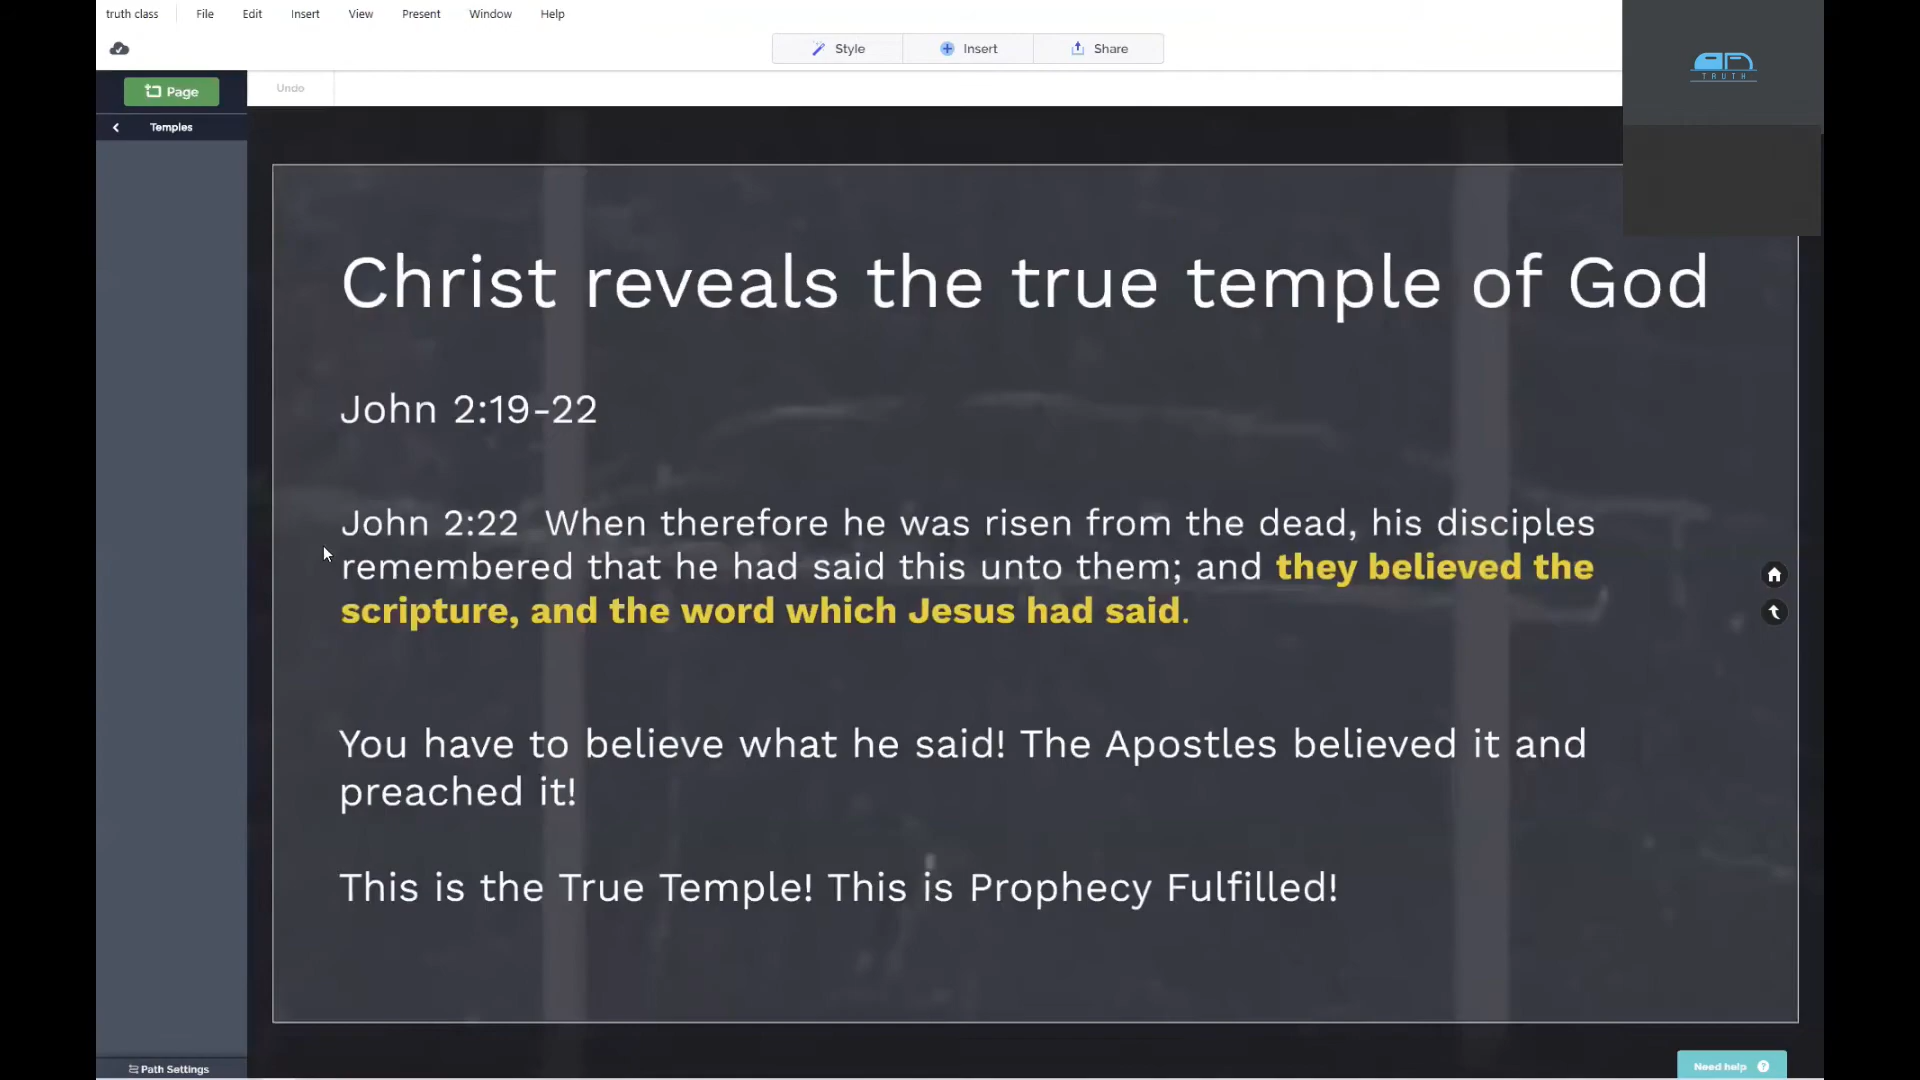 truth class File Edit Insert View Present Window Help
Style Insert Share
TRUTH
Page
Undo
Temples
Christ reveals the true temple of God
John 2:19-22
John 2:22  When therefore he was risen from the dead, his disciples
remembered that he had said this unto them; and they believed the
scripture, and the word which Jesus had said.
You have to believe what he said! The Apostles believed it and
preached it!
This is the True Temple! This is Prophecy Fulfilled!
Path Settings
Need help ?